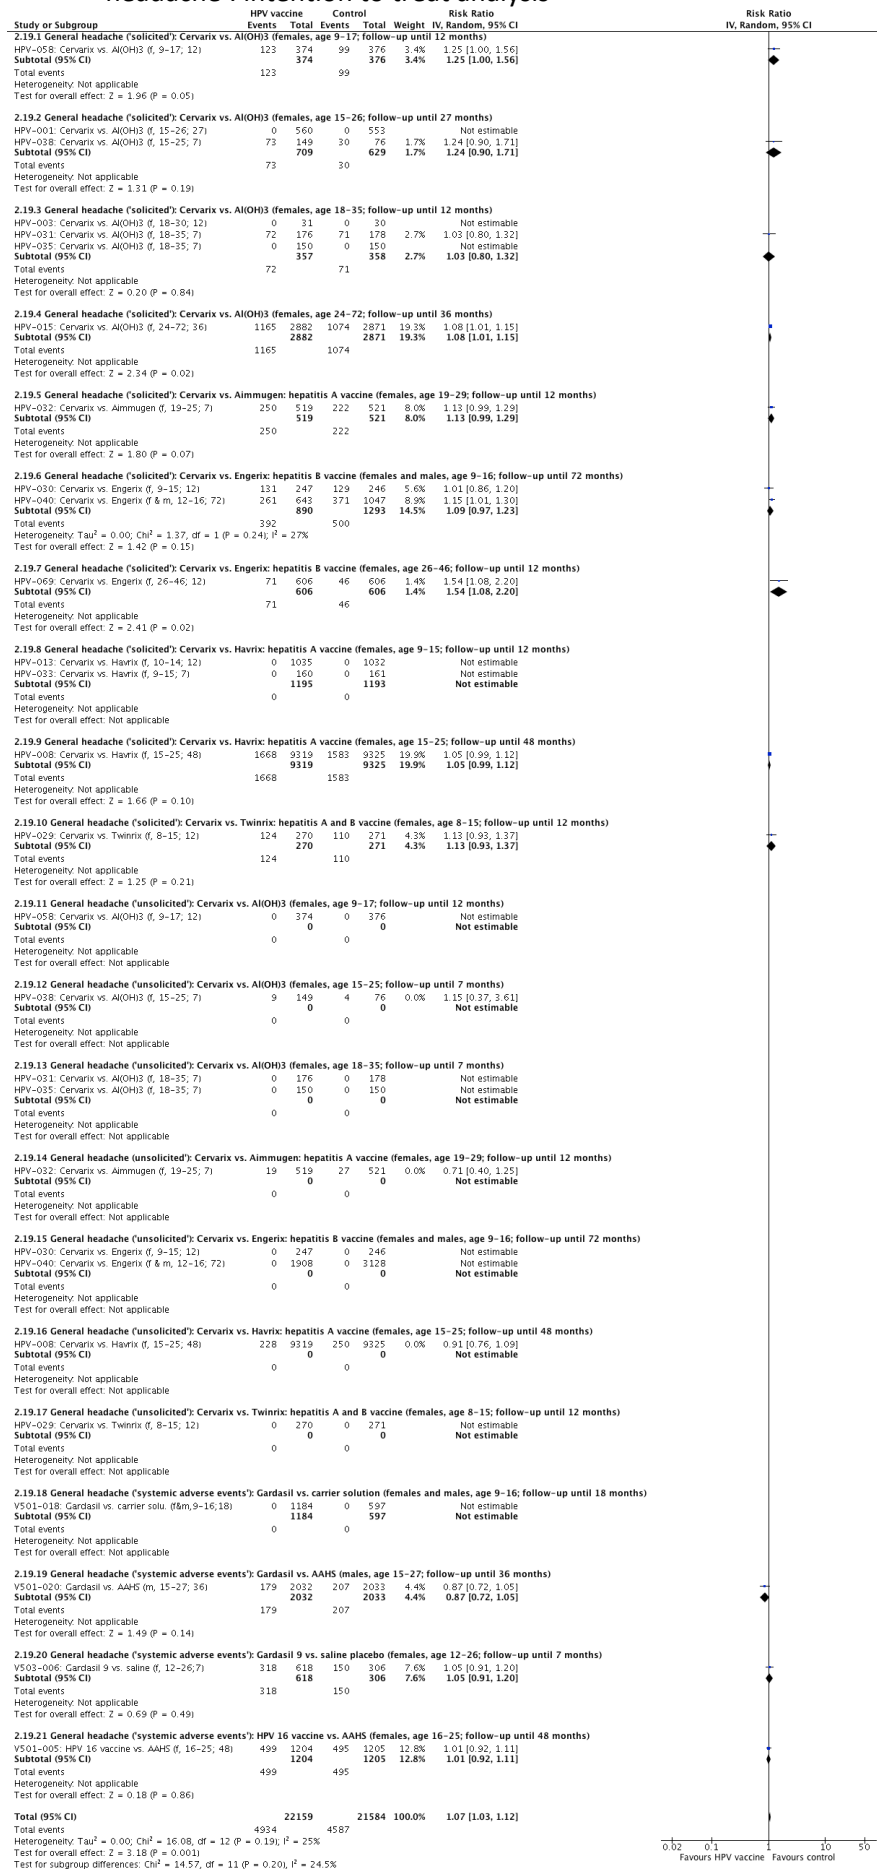 headache : intention to treat analysis
HPV vaccine Control Risk Ratio Risk Ratio
Study or Subgroup Events Total Events Total Weight IV, Random, 95% CI IV, Random, 95% CI
2.19.1 General headache ('solicited'): Cervarix vs. Al(OH)3 (females, age 9-17; follow-up until 12 months)
HPV-058: Cervarix vs. Al(OH)3 (f, 9-17; 12) 123 374 99 376 3.4% 1.25 [1.00, 1.56]
Subtotal (95% CI) 374 376 3.4% 1.25 [1.00, 1.56]
Total events 123 99
Heterogeneity: Not applicable
Test for overall effect: Z = 1.96 (P = 0.05)
2.19.2 General headache ('solicited'): Cervarix vs. Al(OH)3 (females, age 15-26; follow-up until 27 months)
HPV-001: Cervarix vs. Al(OH)3 (f, 15-26; 27) 0 560 0 553 Not estimable
HPV-038: Cervarix vs. Al(OH)3 (f, 15-25; 7) 73 149 30 76 1.7% 1.24 [0.90, 1.71]
Subtotal (95% CI) 709 629 1.7% 1.24 [0.90, 1.71]
Total events 73 30
Heterogeneity: Not applicable
Test for overall effect: Z = 1.31 (P = 0.19)
2.19.3 General headache ('solicited'): Cervarix vs. Al(OH)3 (females, age 18-35; follow-up until 12 months)
HPV-003: Cervarix vs. Al(OH)3 (f, 18-30; 12) 0 31 0 30 Not estimable
HPV-031: Cervarix vs. Al(OH)3 (f, 18-35; 7) 72 176 71 178 2.7% 1.03 [0.80, 1.32]
HPV-035: Cervarix vs. Al(OH)3 (f, 18-35; 7) 0 150 0 150 Not estimable
Subtotal (95% CI) 357 358 2.7% 1.03 [0.80, 1.32]
Total events 72 71
Heterogeneity: Not applicable
Test for overall effect: Z = 0.20 (P = 0.84)
2.19.4 General headache ('solicited'): Cervarix vs. Al(OH)3 (females, age 24-72; follow-up until 36 months)
HPV-015: Cervarix vs. Al(OH)3 (f, 24-72; 36) 1165 2882 1074 2871 19.3% 1.08 [1.01, 1.15]
Subtotal (95% CI) 2882 2871 19.3% 1.08 [1.01, 1.15]
Total events 1165 1074
Heterogeneity: Not applicable
Test for overall effect: Z = 2.34 (P = 0.02)
2.19.5 General headache ('solicited'): Cervarix vs. Aimmugen: hepatitis A vaccine (females, age 19-29; follow-up until 12 months)
HPV-032: Cervarix vs. Aimmugen (f, 19-25; 7) 250 519 222 521 8.0% 1.13 [0.99, 1.29]
Subtotal (95% CI) 519 521 8.0% 1.13 [0.99, 1.29]
Total events 250 222
Heterogeneity: Not applicable
Test for overall effect: Z = 1.80 (P = 0.07)
2.19.6 General headache ('solicited'): Cervarix vs. Engerix: hepatitis B vaccine (females and males, age 9-16; follow-up until 72 months)
HPV-030: Cervarix vs. Engerix (f, 9-15; 12) 131 247 129 246 5.6% 1.01 [0.86, 1.20]
HPV-040: Cervarix vs. Engerix (f & m, 12-16; 72) 261 643 371 1047 8.9% 1.15 [1.01, 1.30]
Subtotal (95% CI) 890 1293 14.5% 1.09 [0.97, 1.23]
Total events 392 500
Heterogeneity: Tau² = 0.00; Chi² = 1.37, df = 1 (P = 0.24); I² = 27%
Test for overall effect: Z = 1.42 (P = 0.15)
2.19.7 General headache ('solicited'): Cervarix vs. Engerix: hepatitis B vaccine (females, age 26-46; follow-up until 12 months)
HPV-069: Cervarix vs. Engerix (f, 26-46; 12) 71 606 46 606 1.4% 1.54 [1.08, 2.20]
Subtotal (95% CI) 606 606 1.4% 1.54 [1.08, 2.20]
Total events 71 46
Heterogeneity: Not applicable
Test for overall effect: Z = 2.41 (P = 0.02)
2.19.8 General headache ('solicited'): Cervarix vs. Havrix: hepatitis A vaccine (females, age 9-15; follow-up until 12 months)
HPV-013: Cervarix vs. Havrix (f, 10-14; 12) 0 1035 0 1032 Not estimable
HPV-033: Cervarix vs. Havrix (f, 9-15; 7) 0 160 0 161 Not estimable
Subtotal (95% CI) 1195 1193 Not estimable
Total events 0 0
Heterogeneity: Not applicable
Test for overall effect: Not applicable
2.19.9 General headache ('solicited'): Cervarix vs. Havrix: hepatitis A vaccine (females, age 15-25; follow-up until 48 months)
HPV-008: Cervarix vs. Havrix (f, 15-25; 48) 1668 9319 1583 9325 19.9% 1.05 [0.99, 1.12]
Subtotal (95% CI) 9319 9325 19.9% 1.05 [0.99, 1.12]
Total events 1668 1583
Heterogeneity: Not applicable
Test for overall effect: Z = 1.66 (P = 0.10)
2.19.10 General headache ('solicited'): Cervarix vs. Twinrix: hepatitis A and B vaccine (females, age 8-15; follow-up until 12 months)
HPV-029: Cervarix vs. Twinrix (f, 8-15; 12) 124 270 110 271 4.3% 1.13 [0.93, 1.37]
Subtotal (95% CI) 270 271 4.3% 1.13 [0.93, 1.37]
Total events 124 110
Heterogeneity: Not applicable
Test for overall effect: Z = 1.25 (P = 0.21)
2.19.11 General headache ('unsolicited'): Cervarix vs. Al(OH)3 (females, age 9-17; follow-up until 12 months)
HPV-058: Cervarix vs. Al(OH)3 (f, 9-17; 12) 0 374 0 376 Not estimable
Subtotal (95% CI) 0 0 Not estimable
Total events 0 0
Heterogeneity: Not applicable
Test for overall effect: Not applicable
2.19.12 General headache ('unsolicited'): Cervarix vs. Al(OH)3 (females, age 15-25; follow-up until 7 months)
HPV-038: Cervarix vs. Al(OH)3 (f, 15-25; 7) 9 149 4 76 0.0% 1.15 [0.37, 3.61]
Subtotal (95% CI) 0 0 Not estimable
Total events 0 0
Heterogeneity: Not applicable
Test for overall effect: Not applicable
2.19.13 General headache ('unsolicited'): Cervarix vs. Al(OH)3 (females, age 18-35; follow-up until 7 months)
HPV-031: Cervarix vs. Al(OH)3 (f, 18-35; 7) 0 176 0 178 Not estimable
HPV-035: Cervarix vs. Al(OH)3 (f, 18-35; 7) 0 150 0 150 Not estimable
Subtotal (95% CI) 0 0 Not estimable
Total events 0 0
Heterogeneity: Not applicable
Test for overall effect: Not applicable
2.19.14 General headache (unsolicited'): Cervarix vs. Aimmugen: hepatitis A vaccine (females, age 19-29; follow-up until 12 months)
HPV-032: Cervarix vs. Aimmugen (f, 19-25; 7) 19 519 27 521 0.0% 0.71 [0.40, 1.25]
Subtotal (95% CI) 0 0 Not estimable
Total events 0 0
Heterogeneity: Not applicable
Test for overall effect: Not applicable
2.19.15 General headache ('unsolicited'): Cervarix vs. Engerix: hepatitis B vaccine (females and males, age 9-16; follow-up until 72 months)
HPV-030: Cervarix vs. Engerix (f, 9-15; 12) 0 247 0 246 Not estimable
HPV-040: Cervarix vs. Engerix (f & m, 12-16; 72) 0 1908 0 3128 Not estimable
Subtotal (95% CI) 0 0 Not estimable
Total events 0 0
Heterogeneity: Not applicable
Test for overall effect: Not applicable
2.19.16 General headache ('unsolicited'): Cervarix vs. Havrix: hepatitis A vaccine (females, age 15-25; follow-up until 48 months)
HPV-008: Cervarix vs. Havrix (f, 15-25; 48) 228 9319 250 9325 0.0% 0.91 [0.76, 1.09]
Subtotal (95% CI) 0 0 Not estimable
Total events 0 0
Heterogeneity: Not applicable
Test for overall effect: Not applicable
2.19.17 General headache ('unsolicited'): Cervarix vs. Twinrix: hepatitis A and B vaccine (females, age 8-15; follow-up until 12 months)
HPV-029: Cervarix vs. Twinrix (f, 8-15; 12) 0 270 0 271 Not estimable
Subtotal (95% CI) 0 0 Not estimable
Total events 0 0
Heterogeneity: Not applicable
Test for overall effect: Not applicable
2.19.18 General headache ('systemic adverse events'): Gardasil vs. carrier solution (females and males, age 9-16; follow-up until 18 months)
V501-018: Gardasil vs. carrier solu. (f&m,9-16;18) 0 1184 0 597 Not estimable
Subtotal (95% CI) 1184 597 Not estimable
Total events 0 0
Heterogeneity: Not applicable
Test for overall effect: Not applicable
2.19.19 General headache ('systemic adverse events'): Gardasil vs. AAHS (males, age 15-27; follow-up until 36 months)
V501-020: Gardasil vs. AAHS (m, 15-27; 36) 179 2032 207 2033 4.4% 0.87 [0.72, 1.05]
Subtotal (95% CI) 2032 2033 4.4% 0.87 [0.72, 1.05]
Total events 179 207
Heterogeneity: Not applicable
Test for overall effect: Z = 1.49 (P = 0.14)
2.19.20 General headache ('systemic adverse events'): Gardasil 9 vs. saline placebo (females, age 12-26; follow-up until 7 months)
V503-006: Gardasil 9 vs. saline (f, 12-26;7) 318 618 150 306 7.6% 1.05 [0.91, 1.20]
Subtotal (95% CI) 618 306 7.6% 1.05 [0.91, 1.20]
Total events 318 150
Heterogeneity: Not applicable
Test for overall effect: Z = 0.69 (P = 0.49)
2.19.21 General headache ('systemic adverse events'): HPV 16 vaccine vs. AAHS (females, age 16-25; follow-up until 48 months)
V501-005: HPV 16 vaccine vs. AAHS (f, 16-25; 48) 499 1204 495 1205 12.8% 1.01 [0.92, 1.11]
Subtotal (95% CI) 1204 1205 12.8% 1.01 [0.92, 1.11]
Total events 499 495
Heterogeneity: Not applicable
Test for overall effect: Z = 0.18 (P = 0.86)
Total (95% CI) 22159 21584 100.0% 1.07 [1.03, 1.12]
Total events 4934 4587
Heterogeneity: Tau² = 0.00; Chi² = 16.08, df = 12 (P = 0.19); I² = 25%
Test for overall effect: Z = 3.18 (P = 0.001)
Test for subgroup differences: Chi² = 14.57, df = 11 (P = 0.20), I² = 24.5%
0.02 0.1 1 10 50
Favours HPV vaccine Favours control